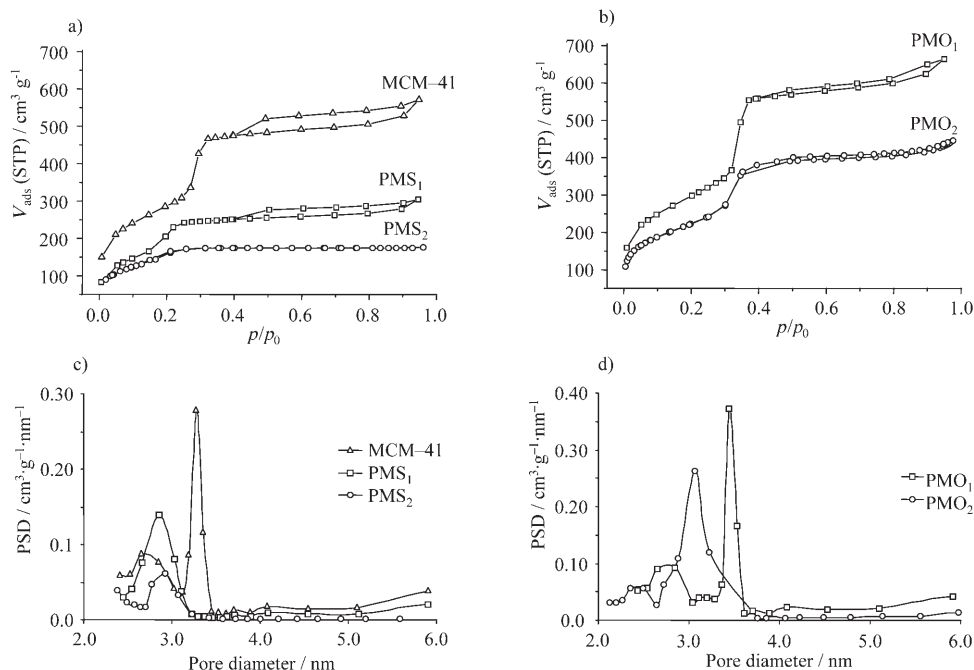 a)
700
600
500
400
300
200
100
V_ads (STP) / cm³ g⁻¹
MCM–41
PMS₁
PMS₂
0.0 0.2 0.4 0.6 0.8 1.0
p/p₀
b)
700
600
500
400
300
200
100
V_ads (STP) / cm³ g⁻¹
PMO₁
PMO₂
0.0 0.2 0.4 0.6 0.8 1.0
p/p₀
c)
0.30
0.20
0.1
0.0
PSD / cm³·g⁻¹·nm⁻¹
MCM–41
PMS₁
PMS₂
2.0 3.0 4.0 5.0 6.0
Pore diameter / nm
d)
0.40
0.30
0.20
0.10
0.00
PSD / cm³·g⁻¹·nm⁻¹
PMO₁
PMO₂
2.0 3.0 4.0 5.0 6.0
Pore diameter / nm